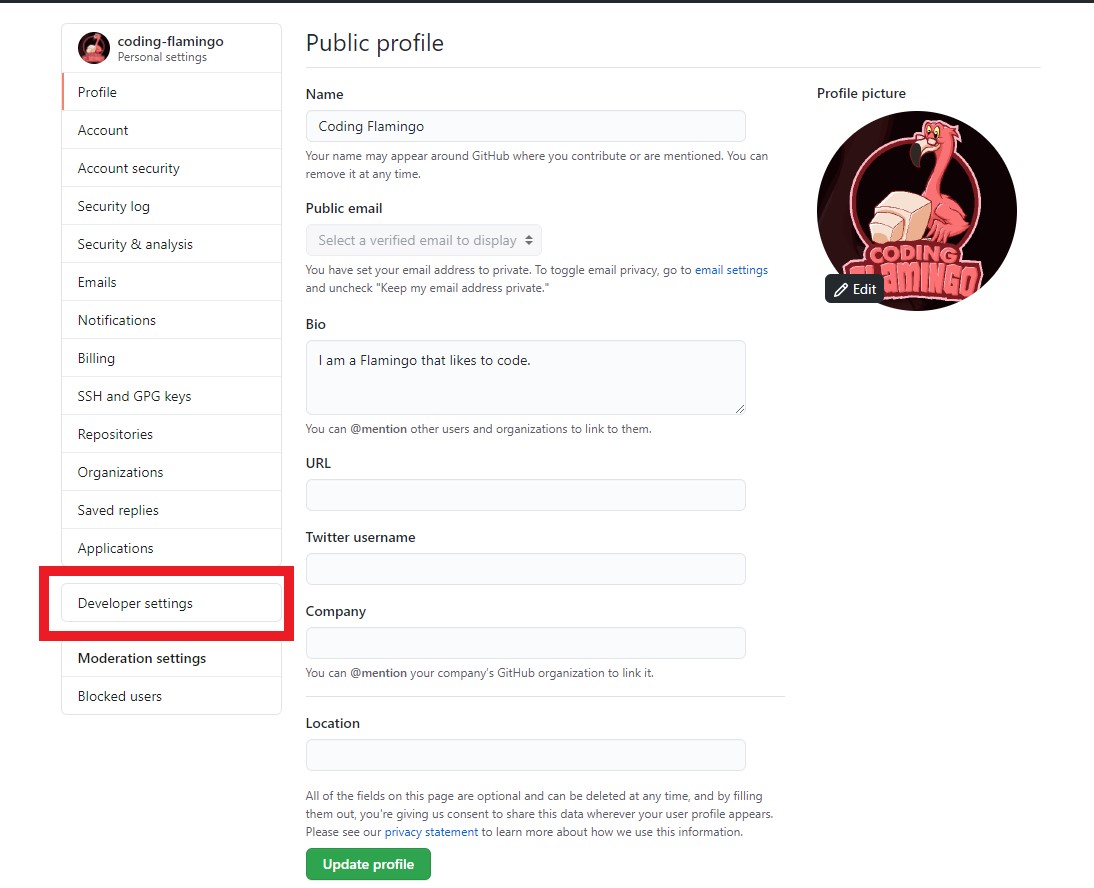 coding-flamingo
Personal settings
Profile
Account
Account security
Security log
Security & analysis
Emails
Notifications
Billing
SSH and GPG keys
Repositories
Organizations
Saved replies
Applications
Developer settings
Moderation settings
Blocked users
Public profile
Name
Coding Flamingo
Your name may appear around GitHub where you contribute or are mentioned. You can
remove it at any time.
Public email
Select a verified email to display
You have set your email address to private. To toggle email privacy, go to email settings
and uncheck "Keep my email address private."
Bio
I am a Flamingo that likes to code.
You can @mention other users and organizations to link to them.
URL
Twitter username
Company
You can @mention your company's GitHub organization to link it.
Location
All of the fields on this page are optional and can be deleted at any time, and by filling
them out, you're giving us consent to share this data wherever your user profile appears.
Please see our privacy statement to learn more about how we use this information.
Update profile
Profile picture
CODING
FLAMINGO
Edit